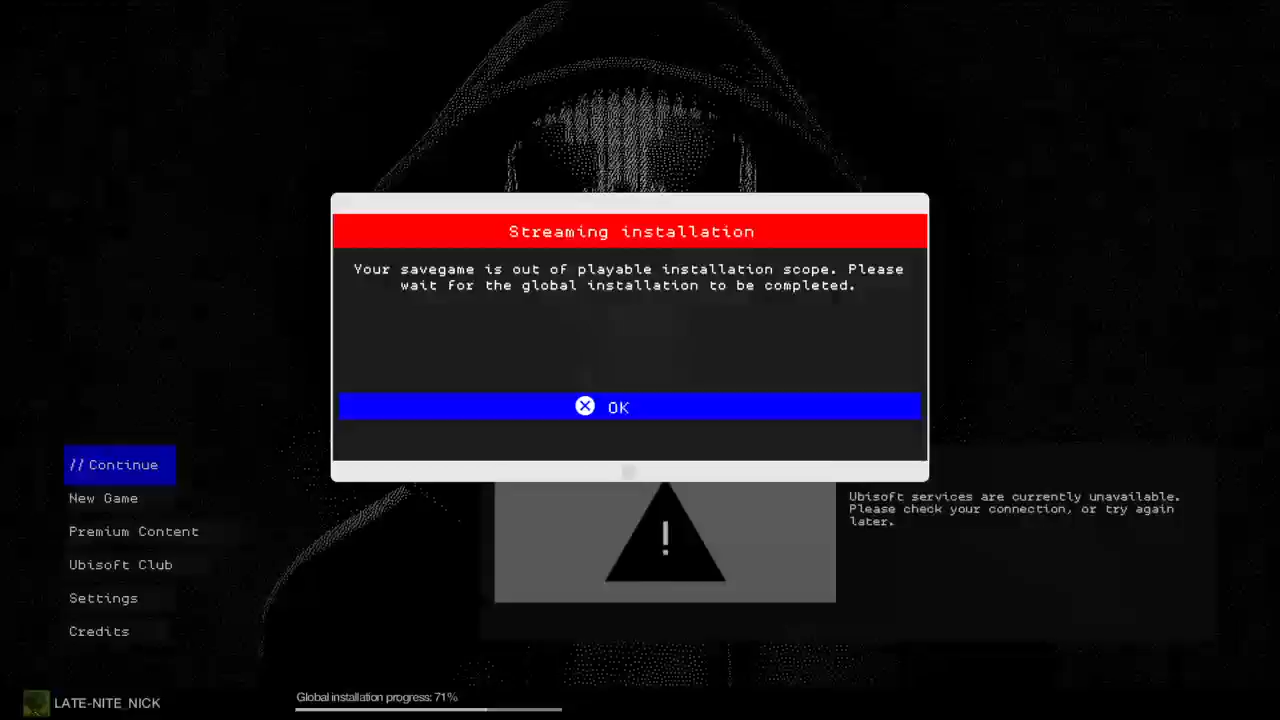 Streaming installation
Your savegame is out of playable installation scope. Please
wait for the global installation to be completed.
OK
// Continue
New Game
Premium Content
Ubisoft Club
Settings
Credits
!
Ubisoft services are currently unavailable.
Please check your connection, or try again
later.
LATE-NITE_NICK
Global installation progress: 71%